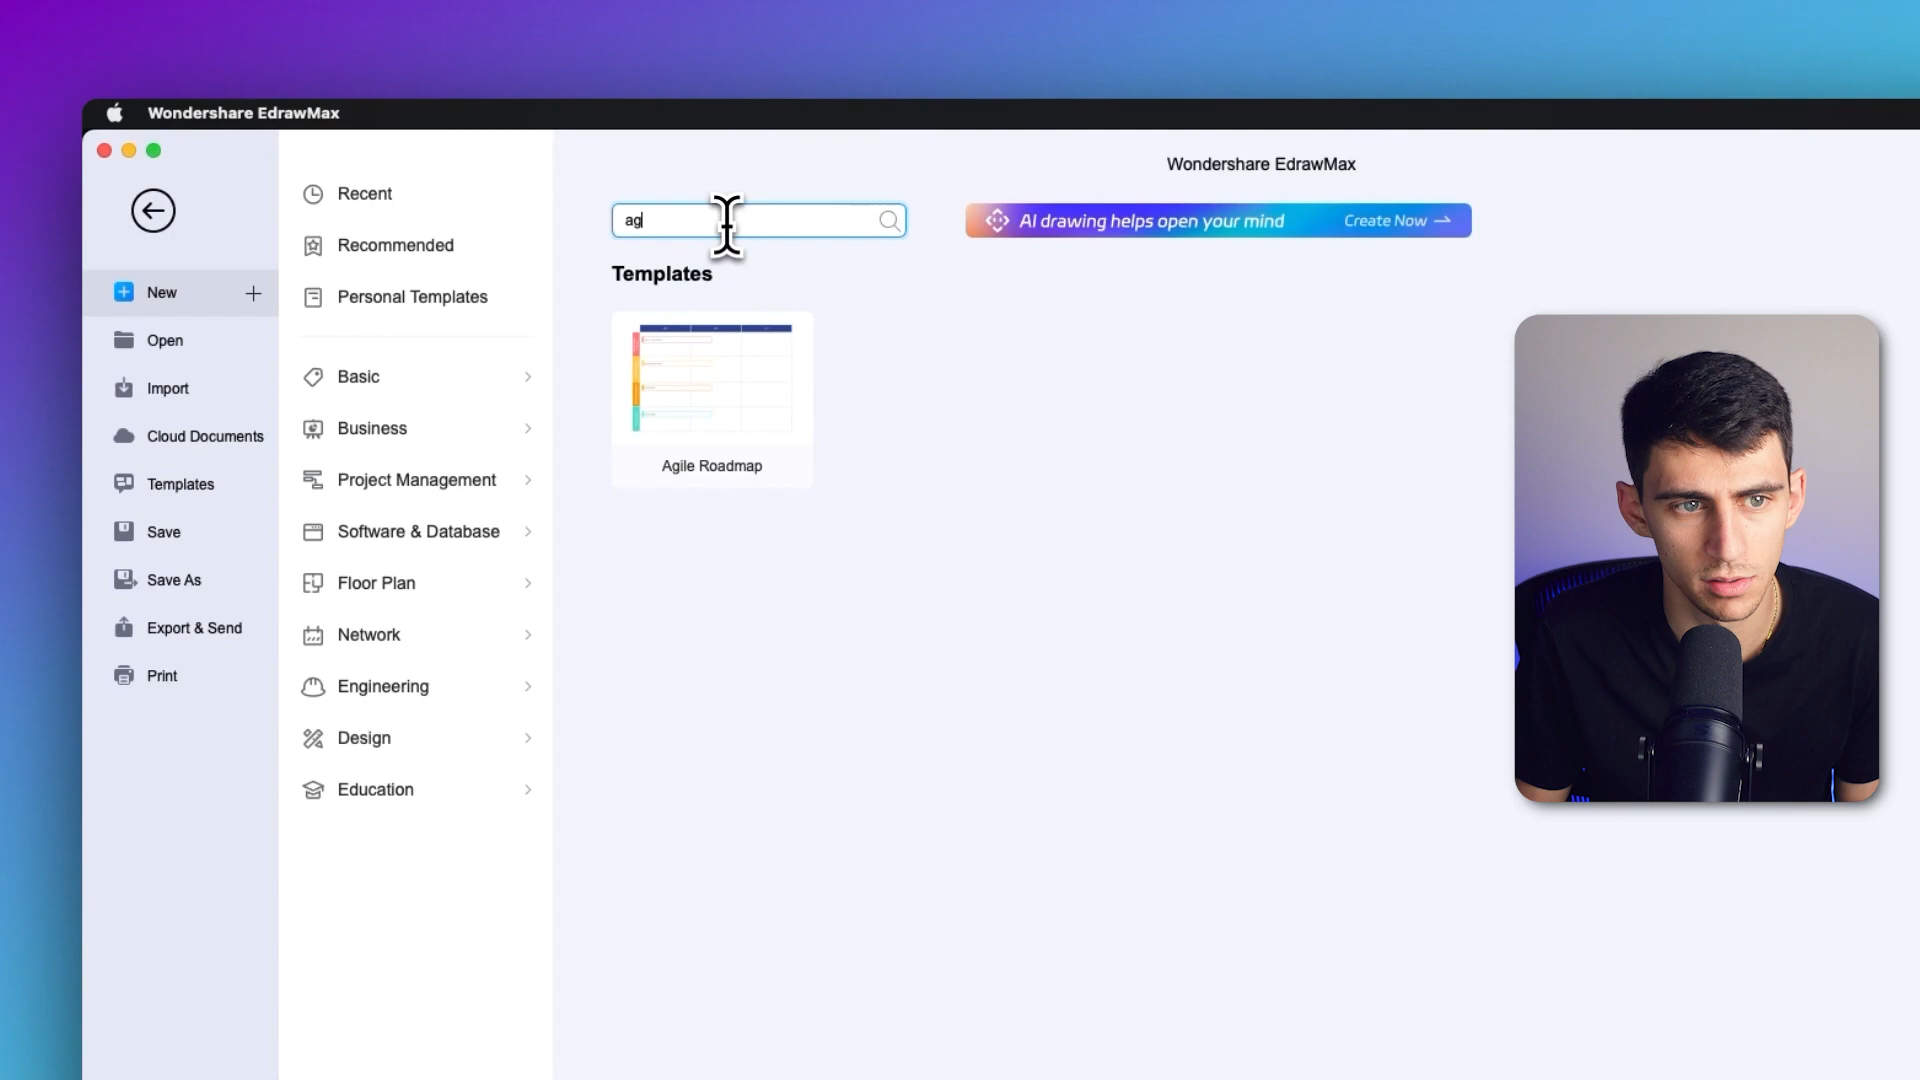 Wondershare EdrawMax
Wondershare EdrawMax
ag
AI drawing helps open your mind
Create Now
New
Open
Import
Cloud Documents
Templates
Save
Save As
Export & Send
Print
Recent
Recommended
Personal Templates
Basic
Business
Project Management
Software & Database
Floor Plan
Network
Engineering
Design
Education
Templates
Agile Roadmap